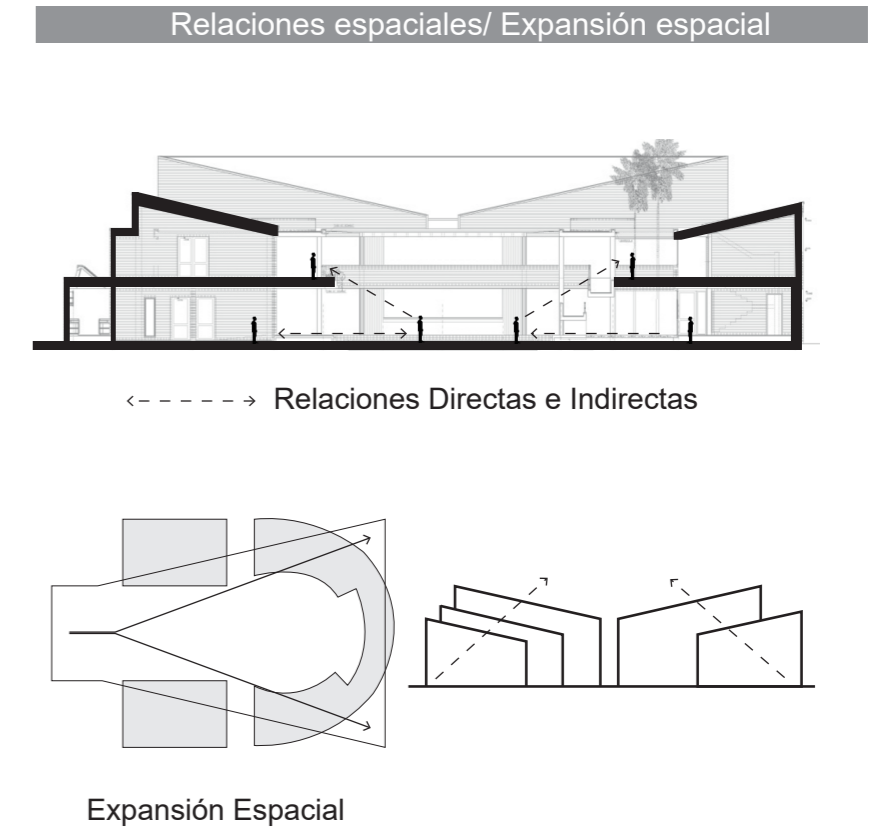 Relaciones espaciales/ Expansión espacial
Relaciones Directas e Indirectas
Expansión Espacial